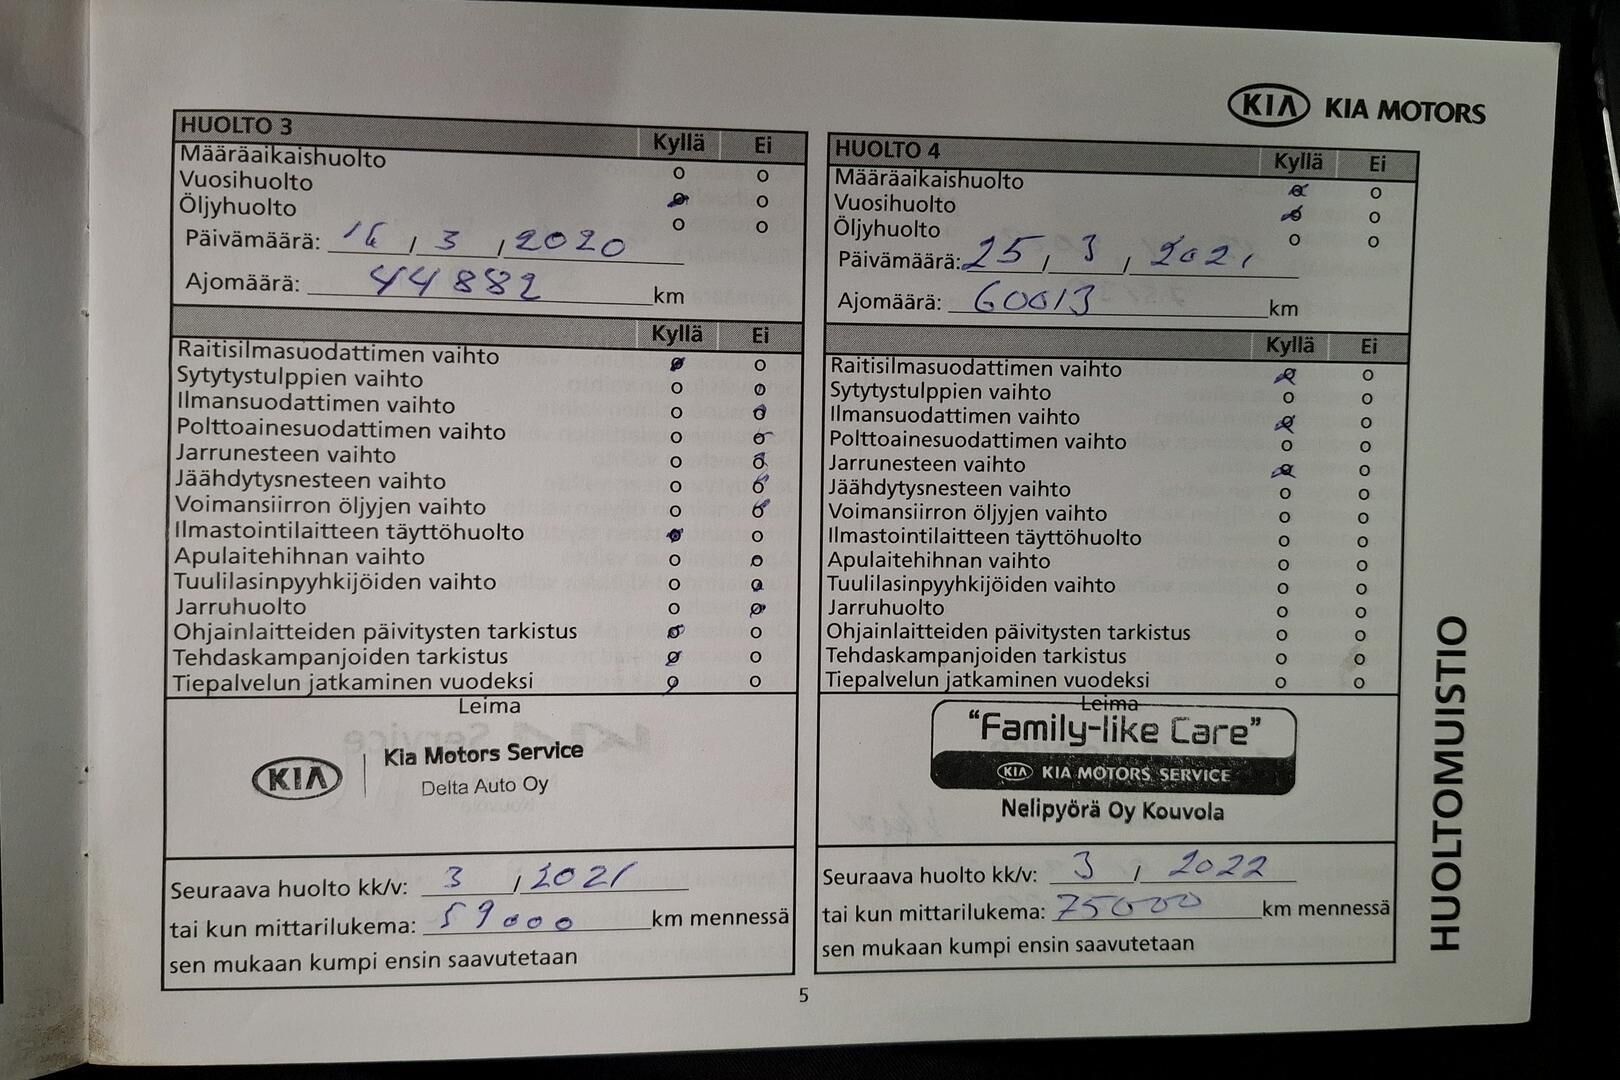 KIA KIA MOTORS
HUOLTO 3 Kyllä Ei
Määräaikaishuolto o o
Vuosihuolto o o
Öljyhuolto o o
Päivämäärä: 16 / 3 / 2020
Ajomäärä: 44882 km
Kyllä Ei
Raitisilmasuodattimen vaihto o o
Sytytystulppien vaihto o o
Ilmansuodattimen vaihto o o
Polttoainesuodattimen vaihto o o
Jarrunesteen vaihto o o
Jäähdytysnesteen vaihto o o
Voimansiirron öljyjen vaihto o o
Ilmastointilaitteen täyttöhuolto o o
Apulaitehihnan vaihto o o
Tuulilasinpyyhkijöiden vaihto o o
Jarruhuolto o o
Ohjainlaitteiden päivitysten tarkistus o o
Tehdaskampanjoiden tarkistus o o
Tiepalvelun jatkaminen vuodeksi o o
Leima
KIA Kia Motors Service
Delta Auto Oy
Seuraava huolto kk/v: 3 / 2021
tai kun mittarilukema: 59000 km mennessä
sen mukaan kumpi ensin saavutetaan
HUOLTO 4 Kyllä Ei
Määräaikaishuolto o o
Vuosihuolto o o
Öljyhuolto o o
Päivämäärä: 25 / 3 / 2021
Ajomäärä: 60013 km
Kyllä Ei
Raitisilmasuodattimen vaihto o o
Sytytystulppien vaihto o o
Ilmansuodattimen vaihto o o
Polttoainesuodattimen vaihto o o
Jarrunesteen vaihto o o
Jäähdytysnesteen vaihto o o
Voimansiirron öljyjen vaihto o o
Ilmastointilaitteen täyttöhuolto o o
Apulaitehihnan vaihto o o
Tuulilasinpyyhkijöiden vaihto o o
Jarruhuolto o o
Ohjainlaitteiden päivitysten tarkistus o o
Tehdaskampanjoiden tarkistus o o
Tiepalvelun jatkaminen vuodeksi o o
Leima
"Family-like Care"
KIA KIA MOTORS SERVICE
Nelipyörä Oy Kouvola
Seuraava huolto kk/v: 3 / 2022
tai kun mittarilukema: 75000 km mennessä
sen mukaan kumpi ensin saavutetaan
HUOLTOMUISTIO
5